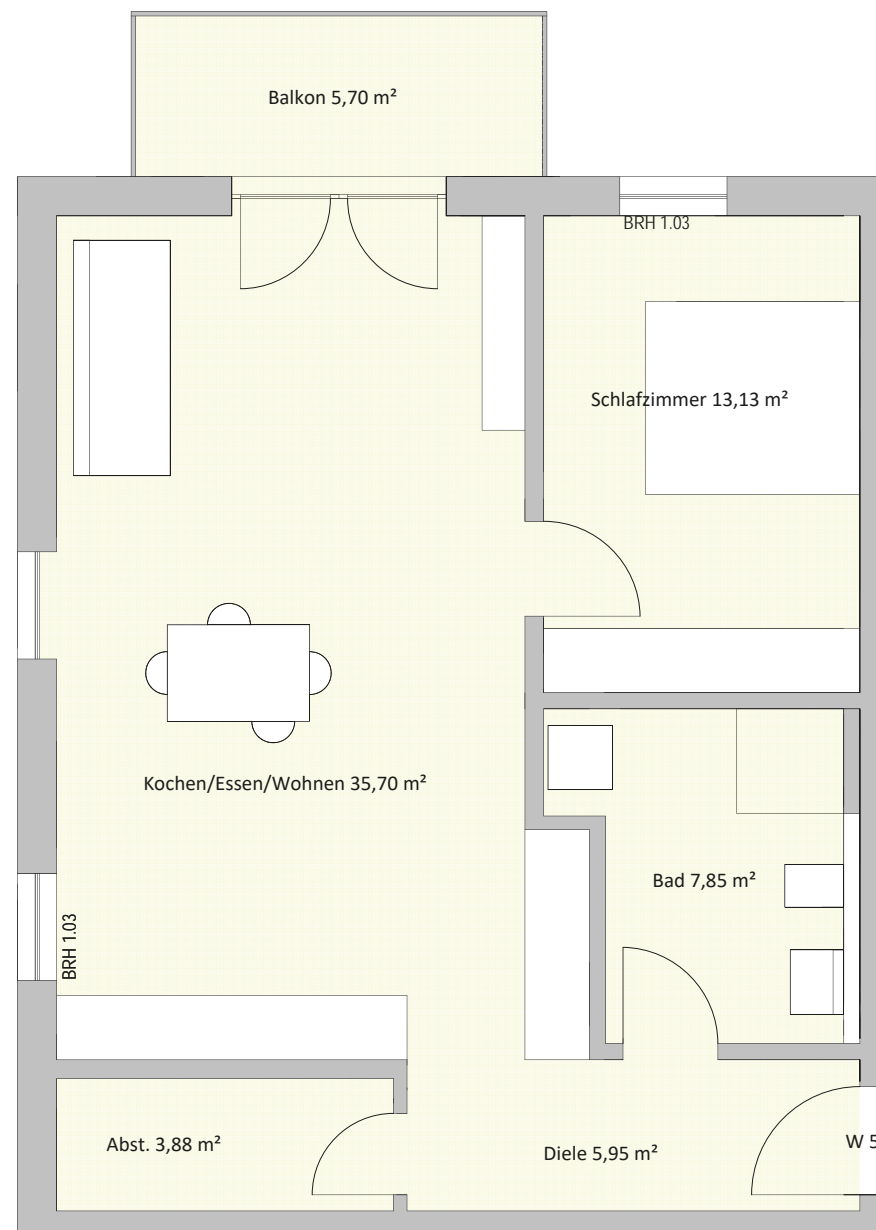 Balkon 5,70 m²
BRH 1.03
Schlafzimmer 13,13 m²
Kochen/Essen/Wohnen 35,70 m²
Bad 7,85 m²
BRH 1.03
Abst. 3,88 m²
Diele 5,95 m²
W 5